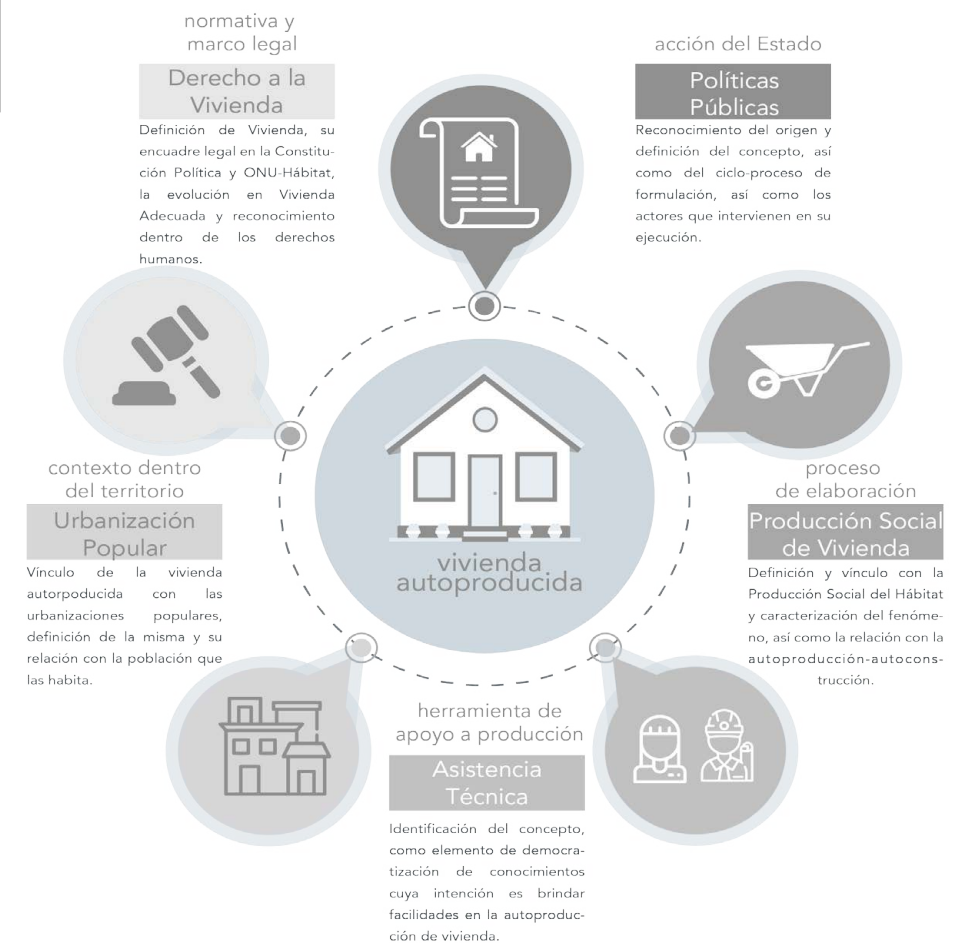 normativa y
marco legal
Derecho a la
Vivienda
Definición de Vivienda, su
encuadre legal en la Constitu-
ción Política y ONU-Hábitat,
la evolución en Vivienda
Adecuada y reconocimiento
dentro de los derechos
humanos.
acción del Estado
Políticas
Públicas
Reconocimiento del origen y
definición del concepto, así
como del ciclo-proceso de
formulación, así como los
actores que intervienen en su
ejecución.
contexto dentro
del territorio
Urbanización
Popular
Vínculo de la vivienda
autorpoducida con las
urbanizaciones populares,
definición de la misma y su
relación con la población que
las habita.
vivienda
autoproducida
proceso
de elaboración
Producción Social
de Vivienda
Definición y vínculo con la
Producción Social del Hábitat
y caracterización del fenóme-
no, así como la relación con la
autoproducción-autocons-
trucción.
herramienta de
apoyo a producción
Asistencia
Técnica
Identificación del concepto,
como elemento de democra-
tización de conocimientos
cuya intención es brindar
facilidades en la autoproduc-
ción de vivienda.